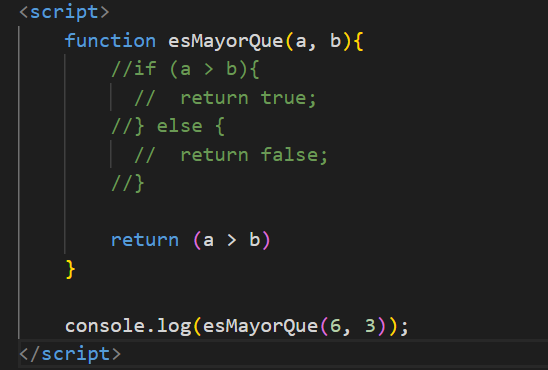 <script>
function esMayorQue(a, b){
//if (a > b){
//  return true;
//} else {
//  return false;
//}
return (a > b)
}
console.log(esMayorQue(6, 3));
</script>